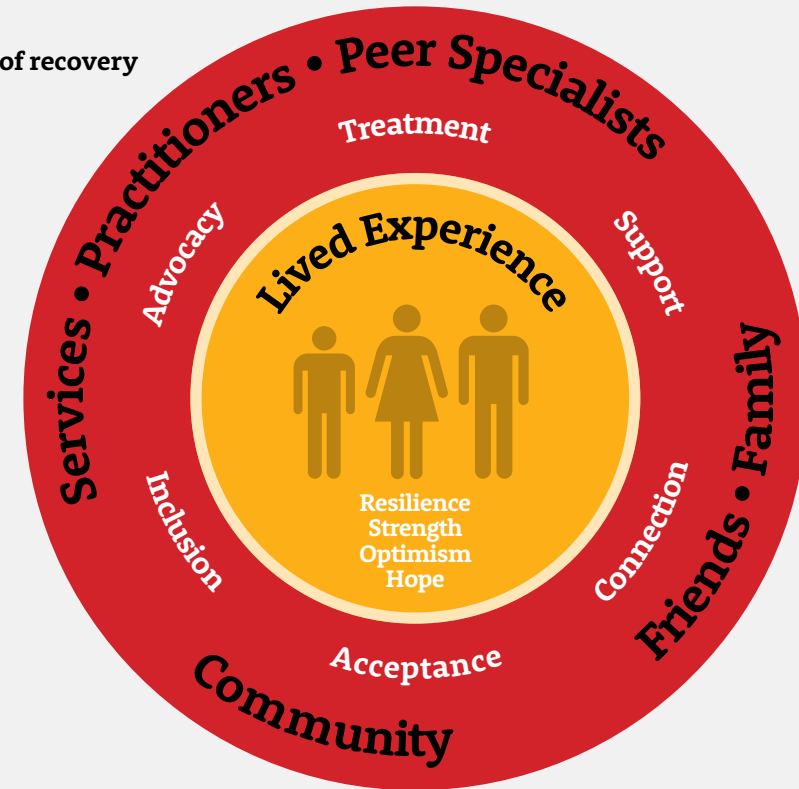 of recovery
Services • Practitioners • Peer Specialists
Friends • Family
Community
Treatment
Support
Connection
Acceptance
Inclusion
Advocacy
Lived Experience
Resilience
Strength
Optimism
Hope